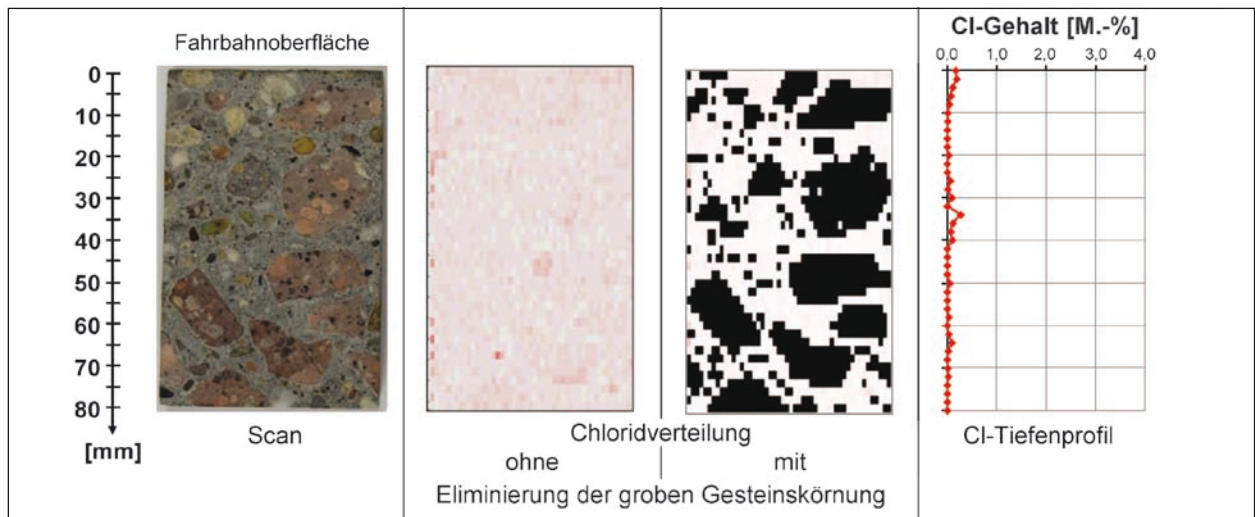 Fahrbahnoberfläche
0
10
20
30
40
50
60
70
80
[mm]
Scan
Chloridverteilung
ohne mit
Eliminierung der groben Gesteinskörnung
Cl-Gehalt [M.-%]
0.0 1.0 2.0 3.0 4.0
Cl-Tiefenprofil